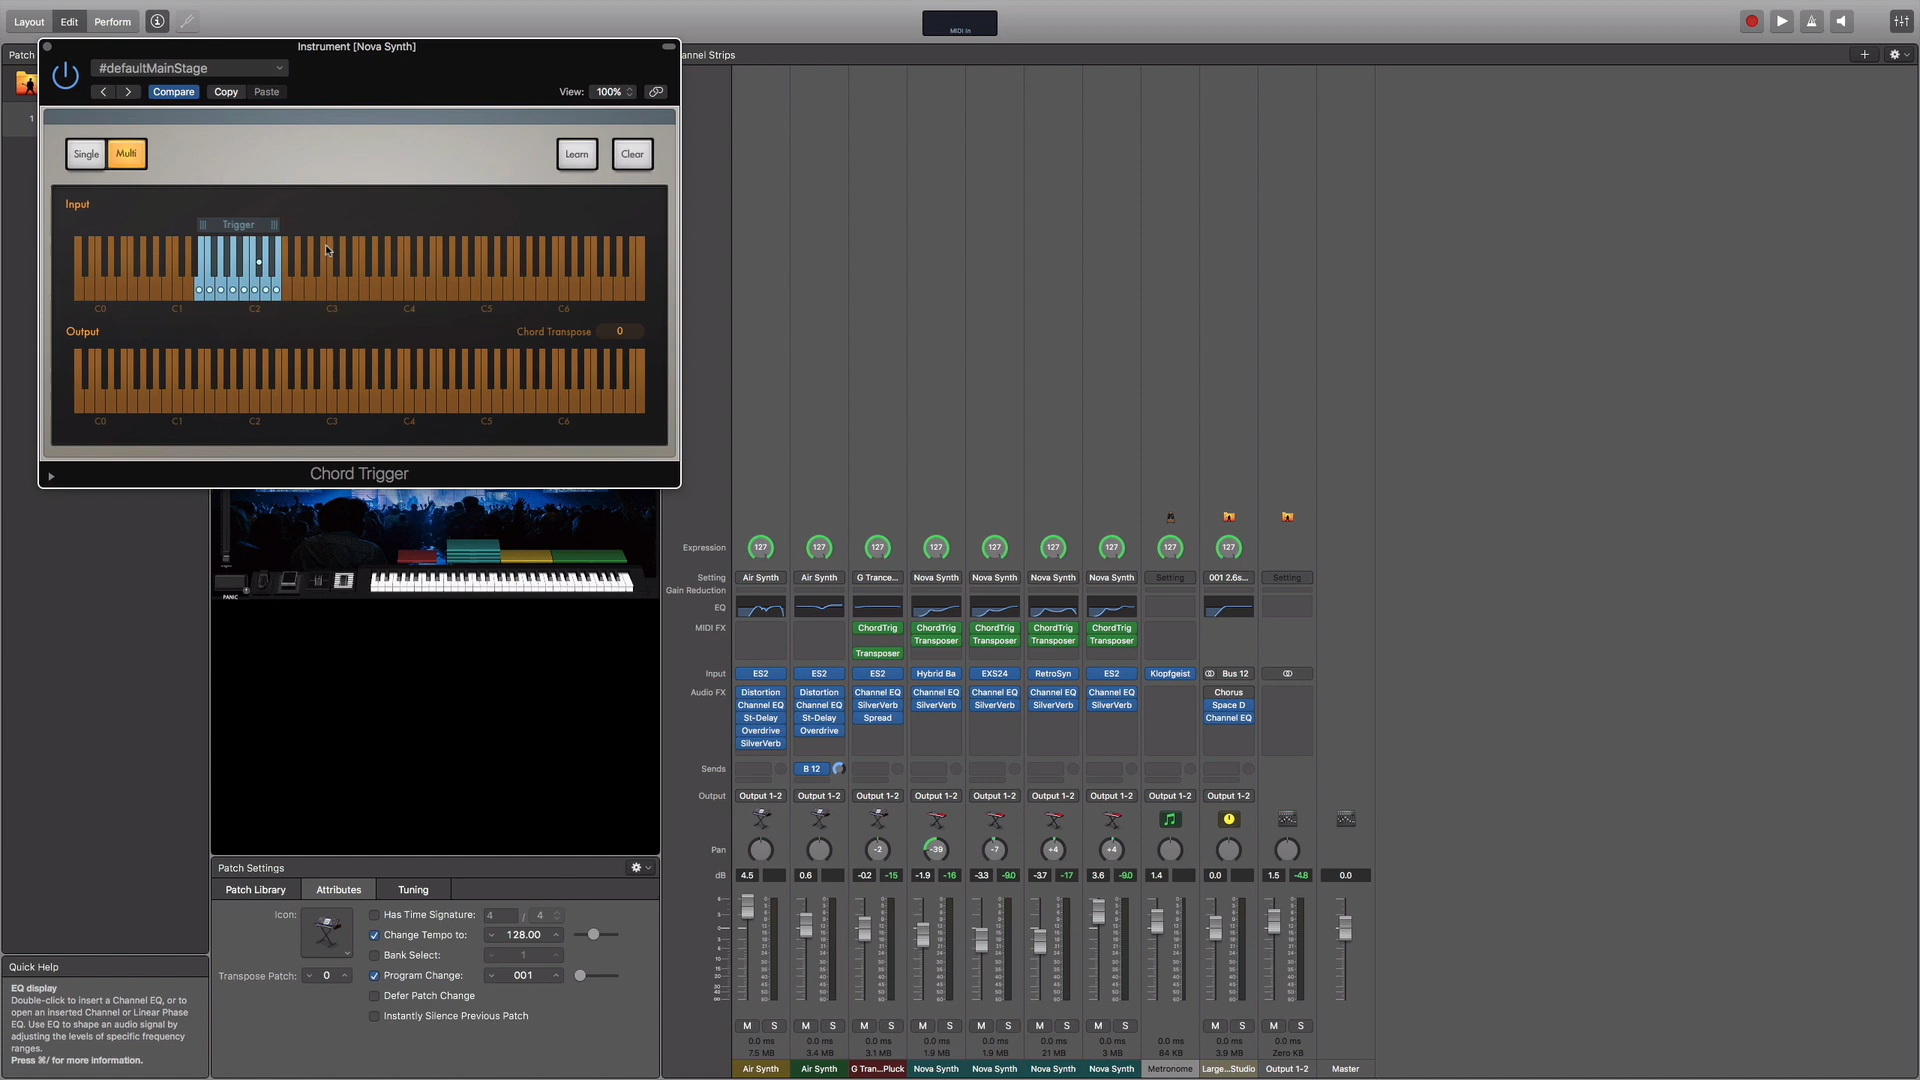 Layout Edit Perform
MIDI In
Patch
Instrument [Nova Synth]
#defaultMainStage
Compare Copy Paste
View: 100%
Single Multi Learn Clear
Input
Trigger
C0 C1 C2 C3 C4 C5 C6
Output Chord Transpose 0
C0 C1 C2 C3 C4 C5 C6
Chord Trigger
1
annel Strips
PANIC
Expression 127 127 127 127 127 127 127 127 127
Setting Air Synth Air Synth G Trance... Nova Synth Nova Synth Nova Synth Nova Synth Setting 001 2.6s... Setting
Gain Reduction
EQ
MIDI FX ChordTrig ChordTrig ChordTrig ChordTrig ChordTrig
Transposer Transposer Transposer Transposer
Transposer
Input ES2 ES2 ES2 Hybrid Ba EXS24 RetroSyn ES2 Klopfgeist Bus 12
Audio FX Distortion Distortion Channel EQ Channel EQ Channel EQ Channel EQ Channel EQ Chorus
Channel EQ Channel EQ SilverVerb SilverVerb SilverVerb SilverVerb SilverVerb Space D
St-Delay St-Delay Spread Channel EQ
Overdrive Overdrive
SilverVerb
Sends B 12
Output Output 1-2 Output 1-2 Output 1-2 Output 1-2 Output 1-2 Output 1-2 Output 1-2 Output 1-2 Output 1-2
Pan -2 -39 -7 +4 +4
dB 4.5 0.6 -0.2 -15 -1.9 -16 -3.3 -9.0 -3.7 -17 3.6 -9.0 1.4 0.0 1.5 -4.8 0.0
M S M S M S M S M S M S M S M S M S
0.0 ms 0.0 ms 0.0 ms 0.0 ms 0.0 ms 0.0 ms 0.0 ms 0.0 ms 0.0 ms 0.0 ms
7.5 MB 3.4 MB 3.1 MB 1.9 MB 1.9 MB 21 MB 3 MB 84 KB 3.9 MB Zero KB
Air Synth Air Synth G Tran...Pluck Nova Synth Nova Synth Nova Synth Nova Synth Metronome Large...Studio Output 1-2 Master
Patch Settings
Patch Library Attributes Tuning
Icon:
Has Time Signature: 4 / 4
Change Tempo to: 128.00
Bank Select: 1
Transpose Patch: 0
Program Change: 001
Defer Patch Change
Instantly Silence Previous Patch
Quick Help
EQ display
Double-click to insert a Channel EQ, or to
open an inserted Channel or Linear Phase
EQ. Use EQ to shape an audio signal by
adjusting the levels of specific frequency
ranges.
Press ⌘/ for more information.